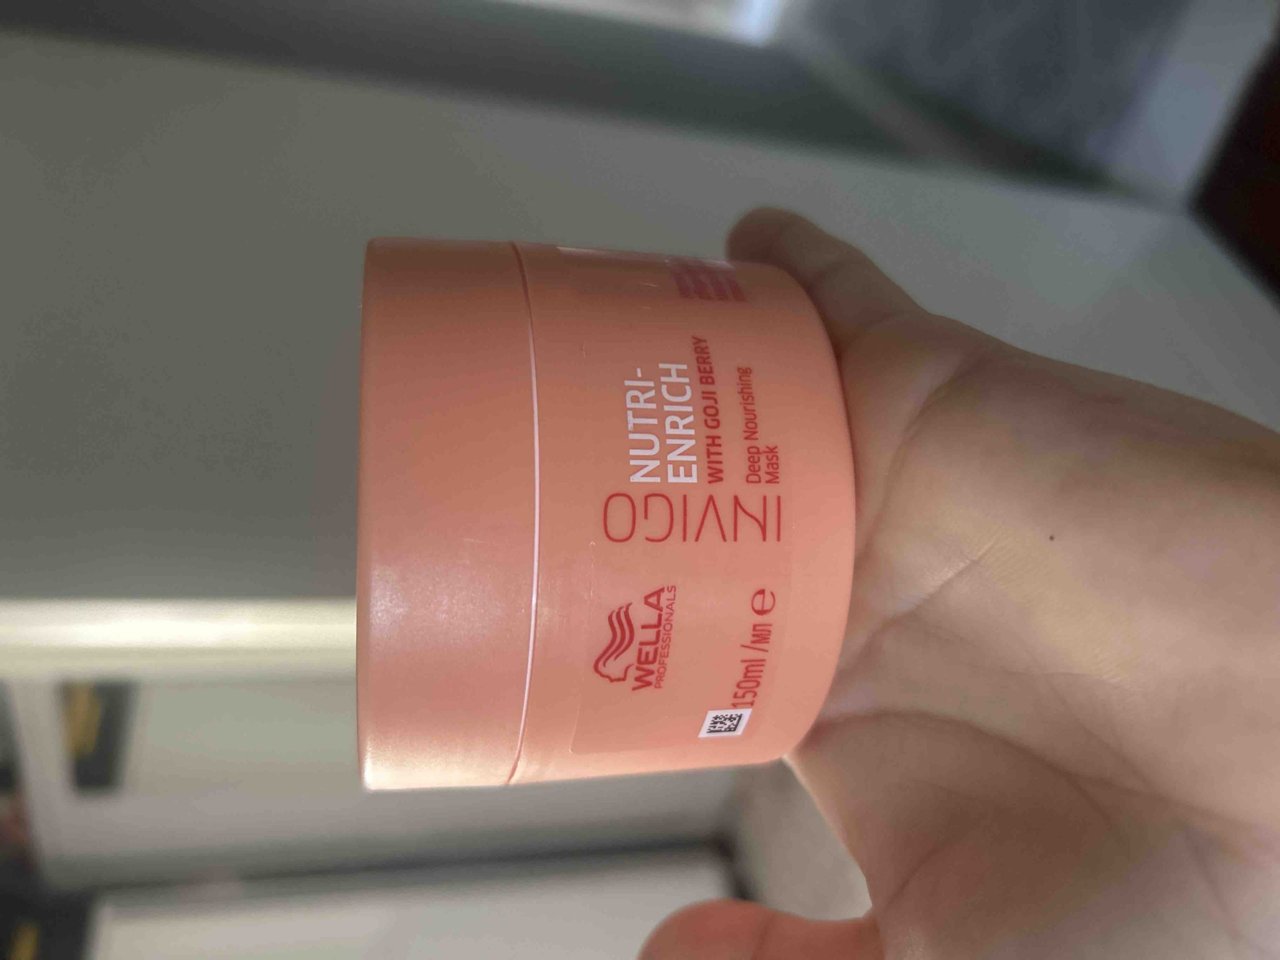 WELLA
PROFESSIONALS
INVIGO
NUTRI-
ENRICH
WITH GOJI BERRY
Deep Nourishing
Mask
150ml /мл e